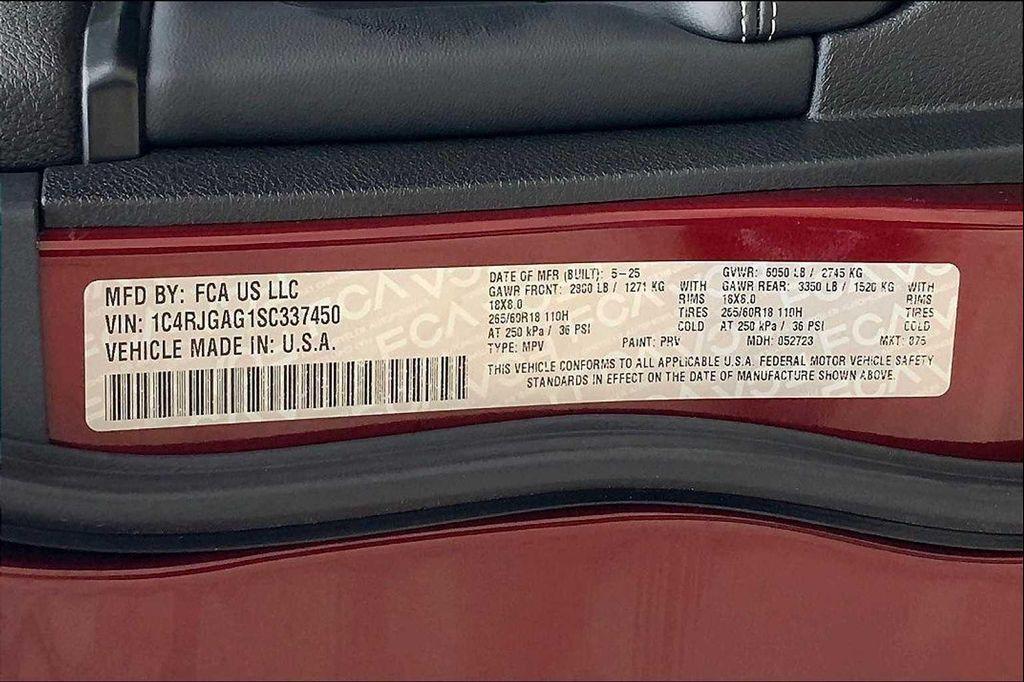 MFD BY: FCA US LLC
VIN: 1C4RJGAG1SC337450
VEHICLE MADE IN: U.S.A.
DATE OF MFR (BUILT): 5-25
GAWR FRONT: 2800 LB / 1271 KG WITH
18X8.0 RIMS
265/60R18 110H TIRES
AT 250 kPa / 36 PSI COLD
TYPE: MPV PAINT: PRV
GVWR: 6050 LB / 2745 KG
GAWR REAR: 3350 LB / 1520 KG WITH
18X8.0 RIMS
265/60R18 110H TIRES
AT 250 kPa / 36 PSI COLD
MDH: 052723 MKT: 875
THIS VEHICLE CONFORMS TO ALL APPLICABLE U.S.A. FEDERAL MOTOR VEHICLE SAFETY
STANDARDS IN EFFECT ON THE DATE OF MANUFACTURE SHOWN ABOVE.